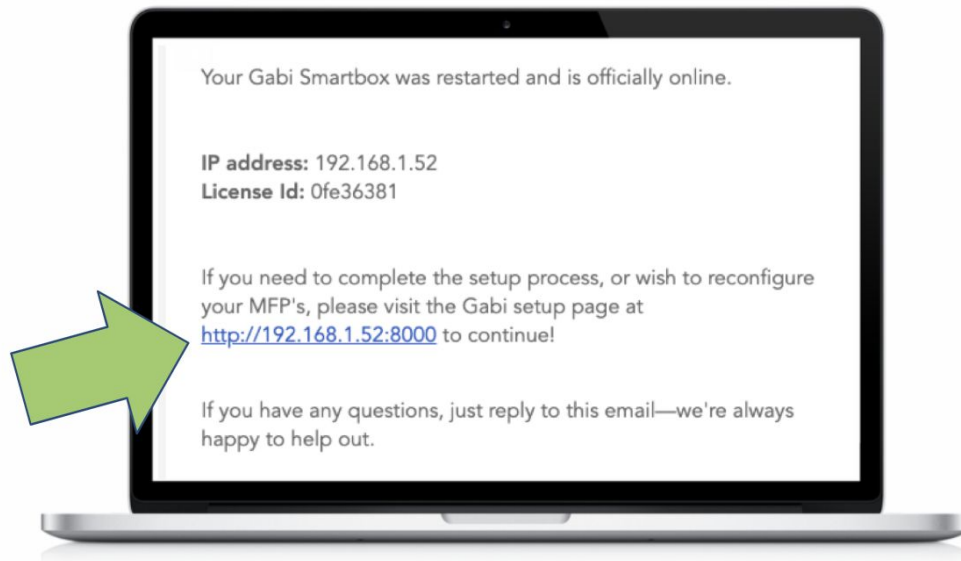 Your Gabi Smartbox was restarted and is officially online.
IP address: 192.168.1.52
License Id: 0fe36381
If you need to complete the setup process, or wish to reconfigure
your MFP's, please visit the Gabi setup page at
http://192.168.1.52:8000 to continue!
If you have any questions, just reply to this email—we're always
happy to help out.